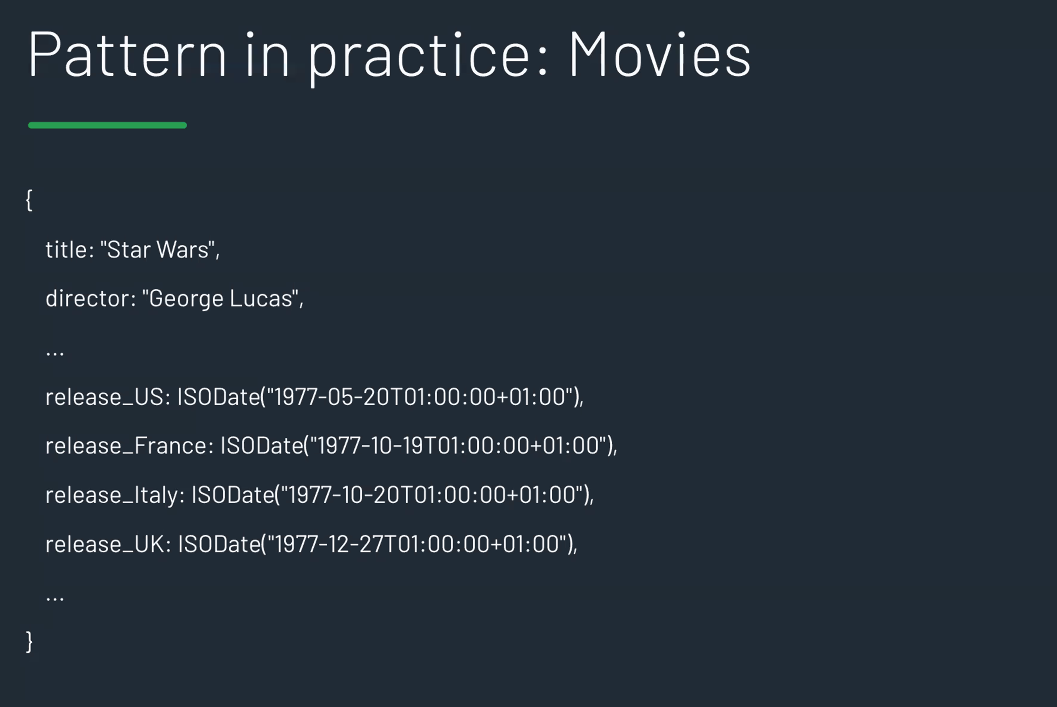 Pattern in practice: Movies
{
title: "Star Wars",
director: "George Lucas",
...
release_US: ISODate("1977-05-20T01:00:00+01:00"),
release_France: ISODate("1977-10-19T01:00:00+01:00"),
release_Italy: ISODate("1977-10-20T01:00:00+01:00"),
release_UK: ISODate("1977-12-27T01:00:00+01:00"),
...
}